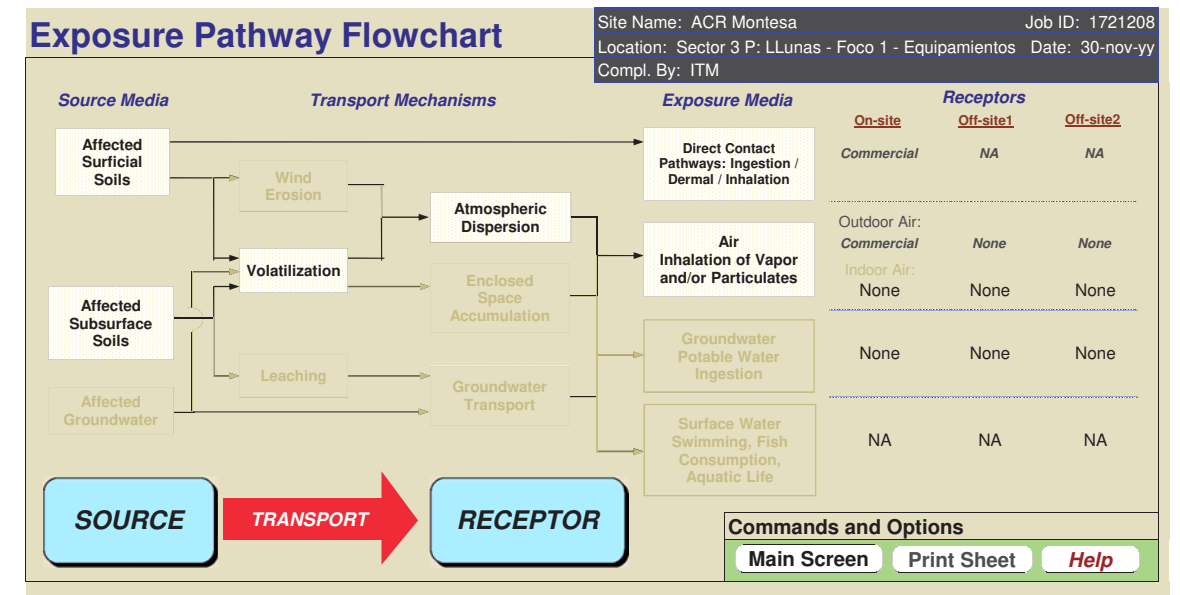 Exposure Pathway Flowchart
Site Name: ACR Montesa Job ID: 1721208
Location: Sector 3 P: LLunas - Foco 1 - Equipamientos Date: 30-nov-yy
Compl. By: ITM
Source Media
Transport Mechanisms
Exposure Media
Receptors
On-site Off-site1 Off-site2
Affected
Surficial
Soils
Wind
Erosion
Direct Contact
Pathways: Ingestion /
Dermal / Inhalation
Commercial NA NA
Atmospheric
Dispersion
Volatilization
Air
Inhalation of Vapor
and/or Particulates
Outdoor Air:
Commercial None None
Indoor Air:
None None None
Affected
Subsurface
Soils
Enclosed
Space
Accumulation
Groundwater
Potable Water
Ingestion
None None None
Leaching
Affected
Groundwater
Groundwater
Transport
Surface Water
Swimming, Fish
Consumption,
Aquatic Life
NA NA NA
SOURCE
TRANSPORT
RECEPTOR
Commands and Options
Main Screen Print Sheet Help